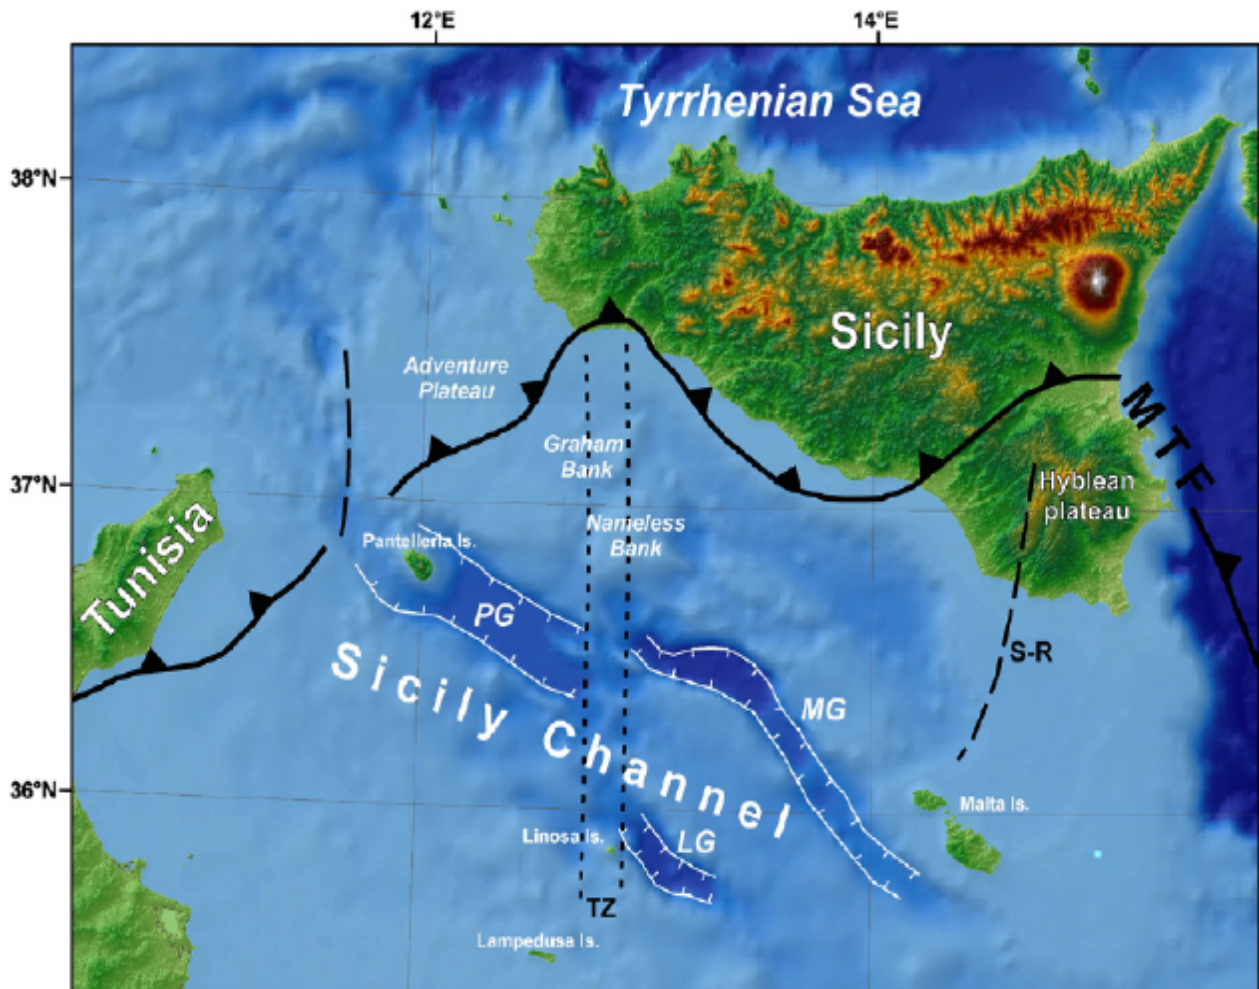 12°E
14°E
Tyrrhenian Sea
38°N
Sicily
Adventure
Plateau
MTF
Graham
Bank
37°N
Hyblean
plateau
Tunisia
Nameless
Bank
Pantelleria Is.
PG
S-R
Sicily Channel
MG
36°N
Malta Is.
Linosa Is.
LG
TZ
Lampedusa Is.